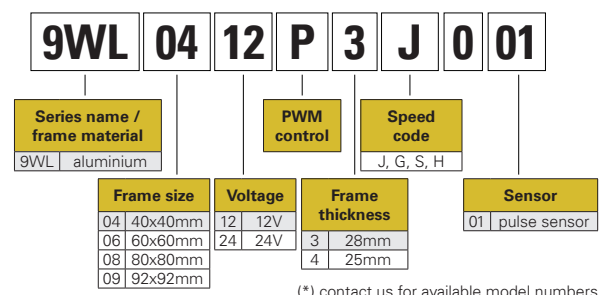 9WL 04 12 P 3 J 0 01
Series name /
frame material
9WL aluminium
PWM
control
Speed
code
J, G, S, H
Frame size
04 40x40mm
06 60x60mm
08 80x80mm
09 92x92mm
Voltage
12 12V
24 24V
Frame
thickness
3 28mm
4 25mm
Sensor
01 pulse sensor
(*) contact us for available model numbers